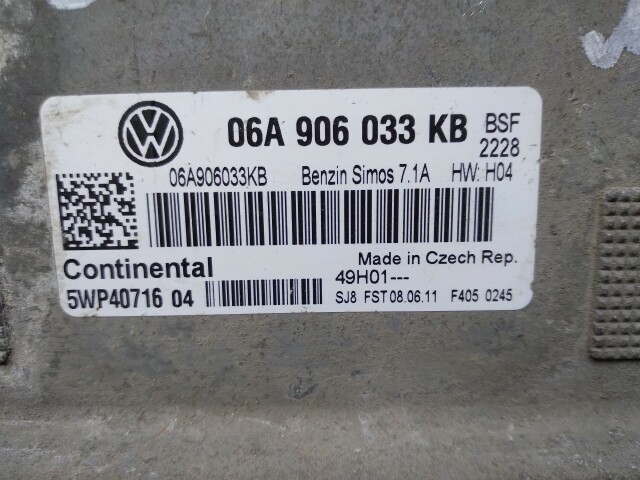 06A 906 033 KB BSF
2228
06A906033KB Benzin Simos 7.1A HW: H04
Made in Czech Rep.
Continental
49H01---
5WP40716 04 SJ8 FST 08.06.11 F405 0245